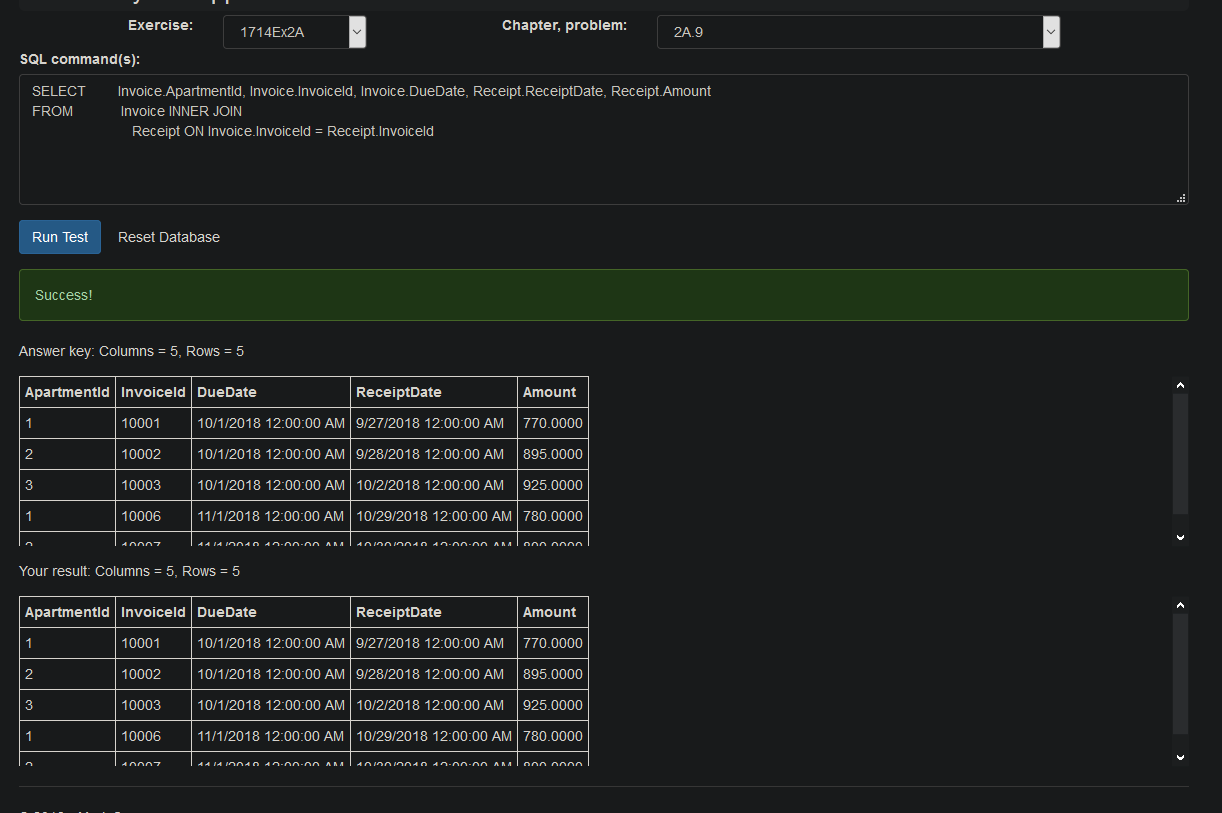 Exercise: 1714Ex2A Chapter, problem: 2A.9
SQL command(s):
SELECT Invoice.ApartmentId, Invoice.InvoiceId, Invoice.DueDate, Receipt.ReceiptDate, Receipt.Amount
FROM Invoice INNER JOIN
Receipt ON Invoice.InvoiceId = Receipt.InvoiceId
Run Test Reset Database
Success!
Answer key: Columns = 5, Rows = 5
ApartmentId InvoiceId DueDate ReceiptDate Amount
1 10001 10/1/2018 12:00:00 AM 9/27/2018 12:00:00 AM 770.0000
2 10002 10/1/2018 12:00:00 AM 9/28/2018 12:00:00 AM 895.0000
3 10003 10/1/2018 12:00:00 AM 10/2/2018 12:00:00 AM 925.0000
1 10006 11/1/2018 12:00:00 AM 10/29/2018 12:00:00 AM 780.0000
Your result: Columns = 5, Rows = 5
ApartmentId InvoiceId DueDate ReceiptDate Amount
1 10001 10/1/2018 12:00:00 AM 9/27/2018 12:00:00 AM 770.0000
2 10002 10/1/2018 12:00:00 AM 9/28/2018 12:00:00 AM 895.0000
3 10003 10/1/2018 12:00:00 AM 10/2/2018 12:00:00 AM 925.0000
1 10006 11/1/2018 12:00:00 AM 10/29/2018 12:00:00 AM 780.0000